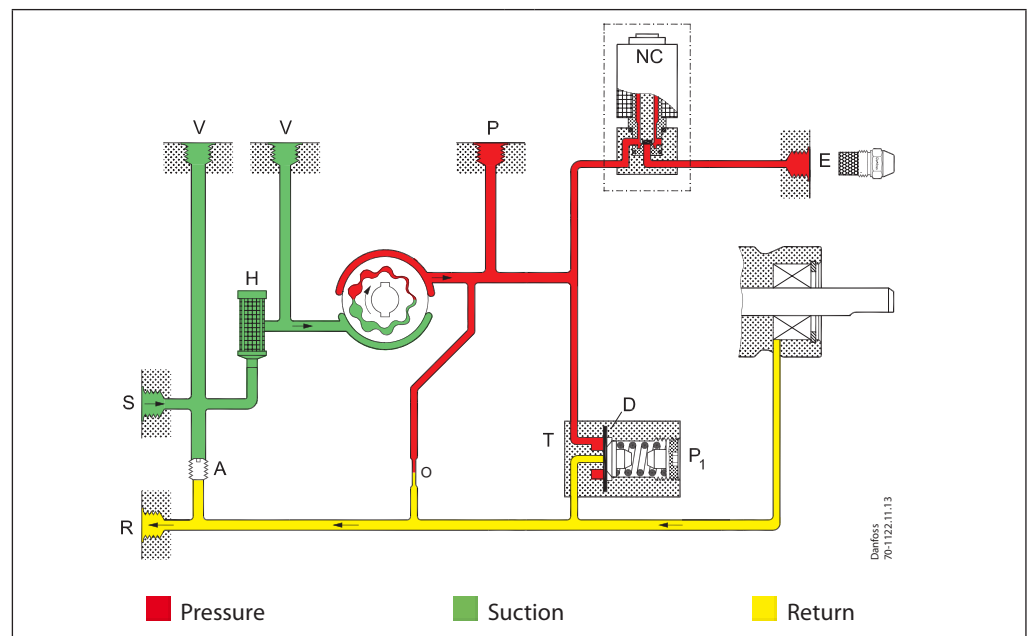 NC
V V P
E
H
S
D
T
P1
A
O
R
Danfoss
70-1122.11.13
Pressure Suction Return